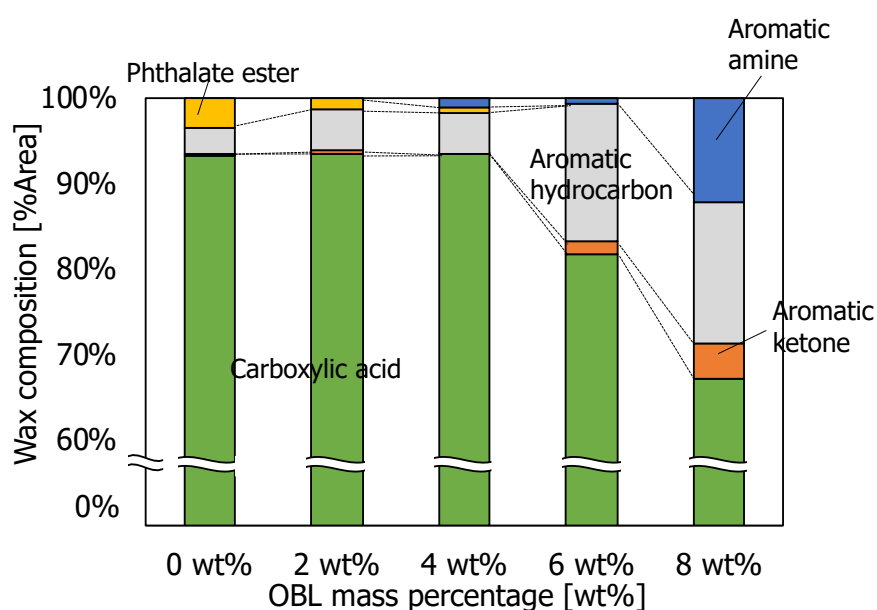 Aromatic
amine
Phthalate ester
100%
90%
80%
70%
60%
0%
Wax composition [%Area]
Aromatic
hydrocarbon
Aromatic
ketone
Carboxylic acid
0 wt% 2 wt% 4 wt% 6 wt% 8 wt%
OBL mass percentage [wt%]